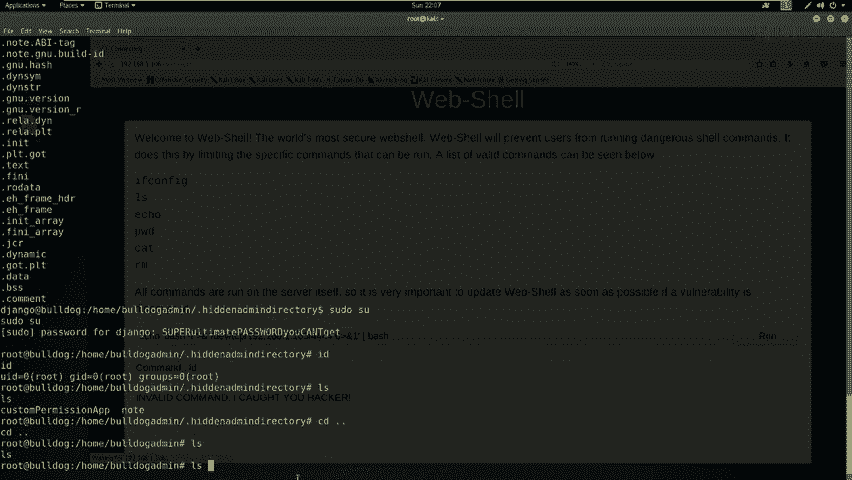 Applications Places Terminal Sun 22:07
root@kali: ~
File Edit View Search Terminal Help
.note.ABI-tag
.note.gnu.build-id
.gnu.hash
.dynsym
.dynstr
.gnu.version
.gnu.version_r
.rela.dyn
.rela.plt
.init
.plt.got
.text
.fini
.rodata
.eh_frame_hdr
.eh_frame
.init_array
.fini_array
.jcr
.dynamic
.got.plt
.data
.bss
.comment
django@bulldog:/home/bulldogadmin/.hiddenadmindirectory$ sudo su
sudo su
[sudo] password for django: SUPERultimatePASSWORDyouCANTget
root@bulldog:/home/bulldogadmin/.hiddenadmindirectory# id
id
uid=0(root) gid=0(root) groups=0(root)
root@bulldog:/home/bulldogadmin/.hiddenadmindirectory# ls
ls
customPermissionApp note
root@bulldog:/home/bulldogadmin/.hiddenadmindirectory# cd ..
cd ..
root@bulldog:/home/bulldogadmin# ls
ls
root@bulldog:/home/bulldogadmin# ls
Web-Shell
Welcome to Web-Shell! The world's most secure webshell. Web-Shell will prevent users from running dangerous shell commands. It
does this by limiting the specific commands that can be run. A list of valid commands can be seen below
ifconfig
ls
echo
pwd
cat
rm
All commands are run on the server itself, so it is very important to update Web-Shell as soon as possible if a vulnerability is
bash
Run
Command
INVALID COMMAND. I CAUGHT YOU HACKER!